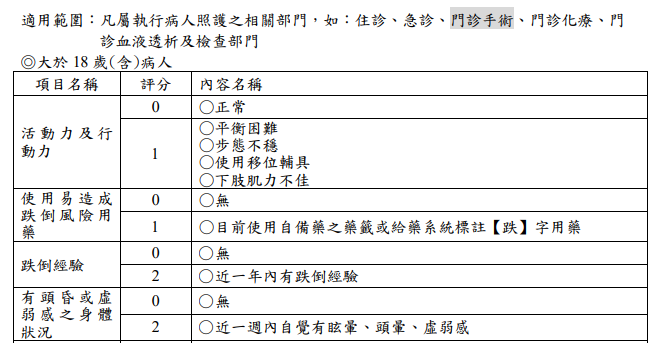 適用範圍：凡屬執行病人照護之相關部門，如：住診、急診、門診手術、門診化療、門
診血液透析及檢查部門
◎大於 18 歲(含)病人
項目名稱 評分 內容名稱
活動力及行
動力
0 ○正常
1 ○平衡困難
○步態不穩
○使用移位輔具
○下肢肌力不佳
使用易造成
跌倒風險用
藥
0 ○無
1 ○目前使用自備藥之藥籤或給藥系統標註【跌】字用藥
跌倒經驗
0 ○無
2 ○近一年內有跌倒經驗
有頭昏或虛
弱感之身體
狀況
0 ○無
2 ○近一週內自覺有眩暈、頭暈、虛弱感